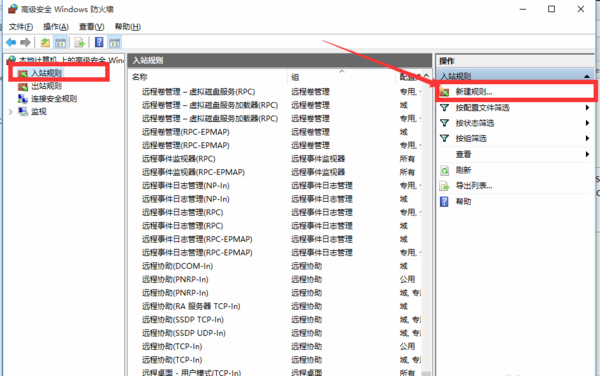 高级安全 Windows 防火墙
文件(F) 操作(A) 查看(V) 帮助(H)
本地计算机 上的高级安全 Win
入站规则
出站规则
连接安全规则
监视
入站规则
名称 组 配置
远程卷管理 – 虚拟磁盘服务(RPC) 远程卷管理 专用,
远程卷管理 – 虚拟磁盘服务加载器(RPC) 远程卷管理 域
远程卷管理 – 虚拟磁盘服务加载器(RPC) 远程卷管理 专用,
远程卷管理(RPC-EPMAP) 远程卷管理 域
远程卷管理(RPC-EPMAP) 远程卷管理 专用,
远程事件监视器(RPC) 远程事件监视器 所有
远程事件监视器(RPC-EPMAP) 远程事件监视器 所有
远程事件日志管理(NP-In) 远程事件日志管理 专用,
远程事件日志管理(NP-In) 远程事件日志管理 域
远程事件日志管理(RPC) 远程事件日志管理 专用,
远程事件日志管理(RPC) 远程事件日志管理 域
远程事件日志管理(RPC-EPMAP) 远程事件日志管理 域
远程事件日志管理(RPC-EPMAP) 远程事件日志管理 专用,
远程协助(DCOM-In) 远程协助 域
远程协助(PNRP-In) 远程协助 公用
远程协助(PNRP-In) 远程协助 域, 专
远程协助(RA 服务器 TCP-In) 远程协助 域
远程协助(SSDP TCP-In) 远程协助 域, 专
远程协助(SSDP UDP-In) 远程协助 域, 专
远程协助(TCP-In) 远程协助 公用
远程协助(TCP-In) 远程协助 域, 专
远程桌面 - 用户模式(TCP-In) 远程桌面 所有
操作
入站规则
新建规则...
按配置文件筛选
按状态筛选
按组筛选
查看
刷新
导出列表...
帮助